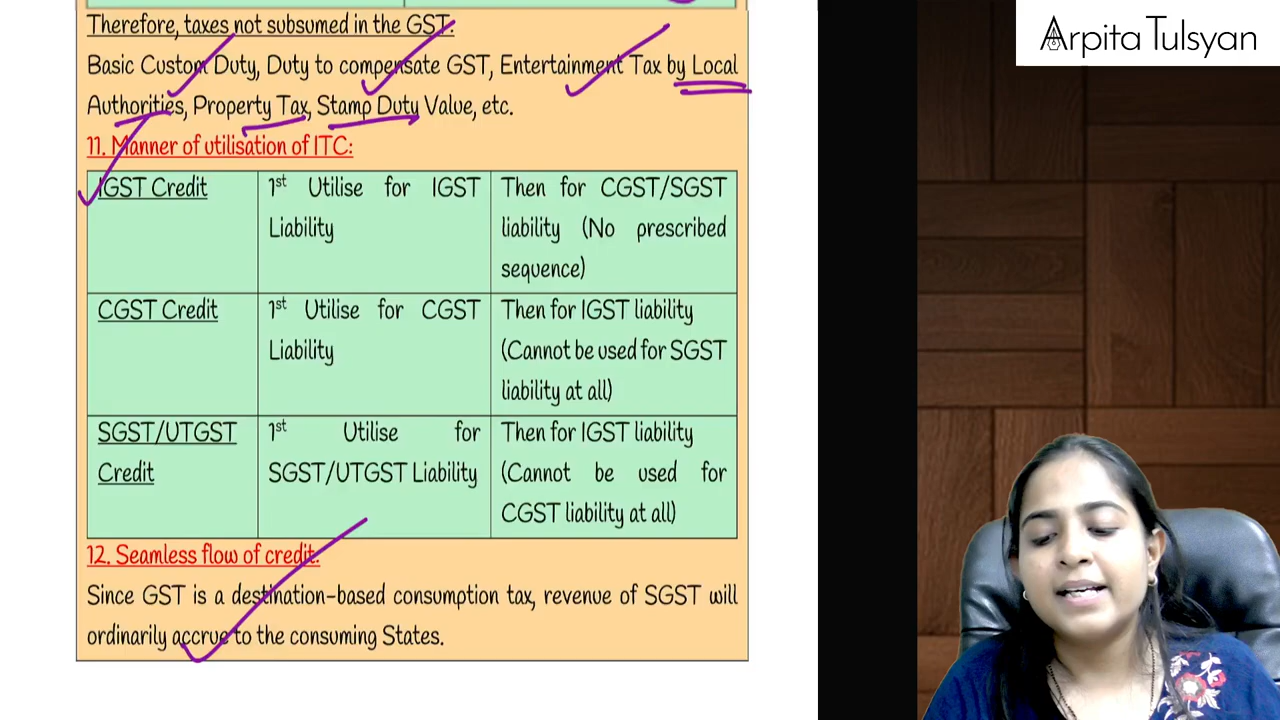 Arpita Tulsyan
Therefore, taxes not subsumed in the GST:
Basic Custom Duty, Duty to compensate GST, Entertainment Tax by Local
Authorities, Property Tax, Stamp Duty Value, etc.
11. Manner of utilisation of ITC:
IGST Credit
1st Utilise for IGST
Liability
Then for CGST/SGST
liability (No prescribed
sequence)
CGST Credit
1st Utilise for CGST
Liability
Then for IGST liability
(Cannot be used for SGST
liability at all)
SGST/UTGST
Credit
1st Utilise for
SGST/UTGST Liability
Then for IGST liability
(Cannot be used for
CGST liability at all)
12. Seamless flow of credit:
Since GST is a destination-based consumption tax, revenue of SGST will
ordinarily accrue to the consuming States.